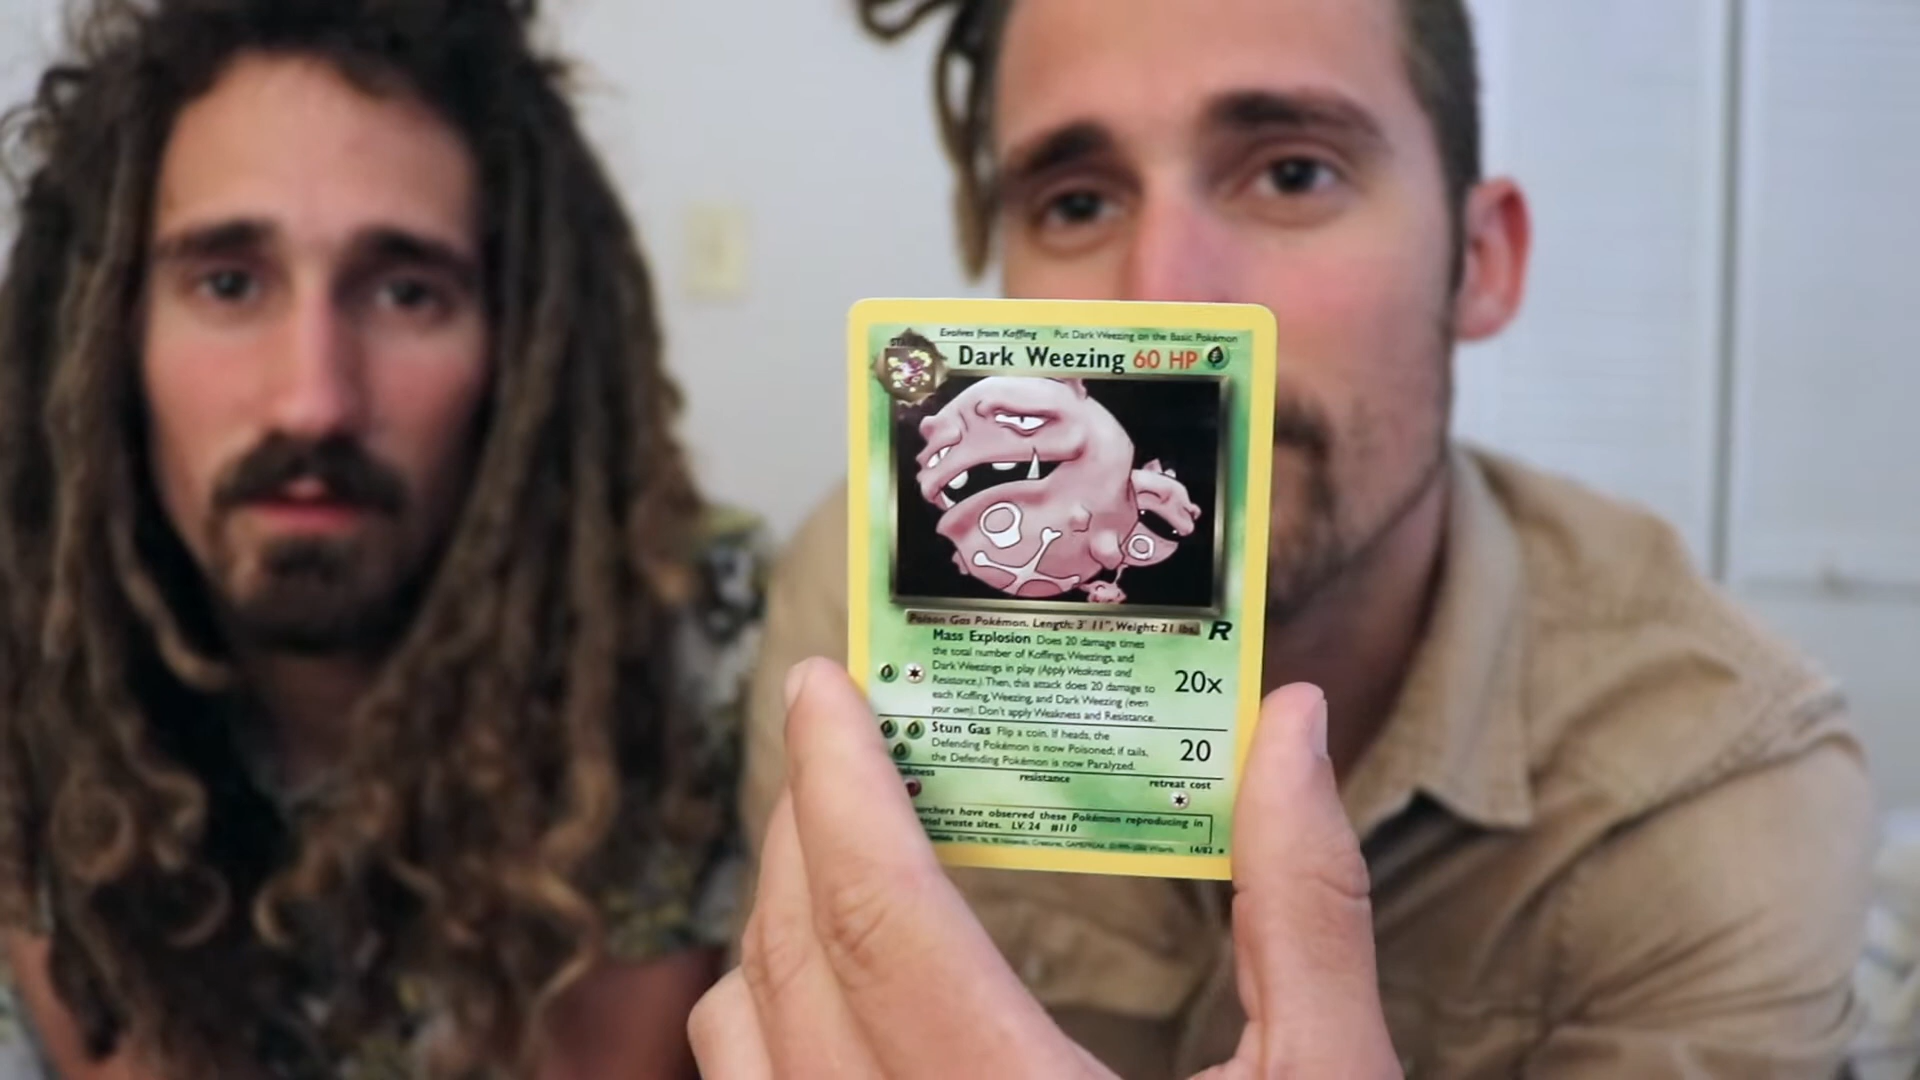 Evolves from Koffing Put Dark Weezing on the Basic Pokémon
Dark Weezing 60 HP
Poison Gas Pokémon. Length: 3' 11", Weight: 21 lbs.
R
Mass Explosion Does 20 damage times
the total number of Koffings, Weezings, and
Dark Weezings in play (Apply Weakness and
Resistance.) Then, this attack does 20 damage to
each Koffing, Weezing, and Dark Weezing (even
your own). Don't apply Weakness and Resistance.
20x
Stun Gas Flip a coin. If heads, the
Defending Pokémon is now Poisoned; if tails,
the Defending Pokémon is now Paralyzed.
20
resistance retreat cost
have observed these Pokémon reproducing in
waste sites. LV. 24 #110
14/82